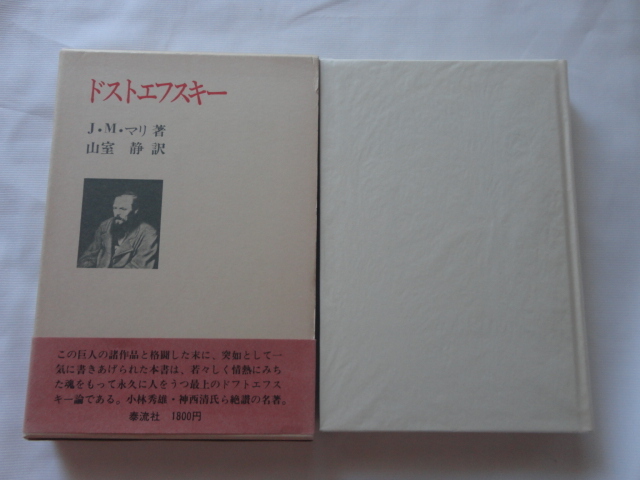 ドストエフスキー
J・M・マリ 著
山室 静 訳
この巨人の諸作品と格闘した末に、突如として一
気に書きあげられた本書は、若々しく情熱にみち
た魂をもって永久に人をうつ最上のドフトエフス
キー論である。小林秀雄・神西清氏ら絶讃の名著。
泰流社 1800円